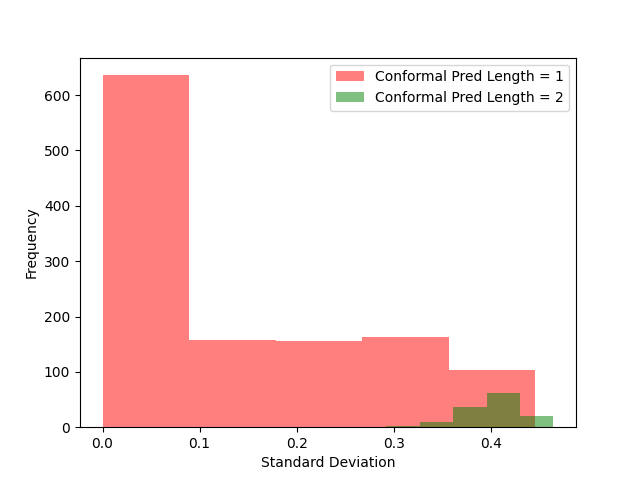 Conformal Pred Length = 1
Conformal Pred Length = 2
600
500
400
300
200
100
0
Frequency
0.0 0.1 0.2 0.3 0.4
Standard Deviation